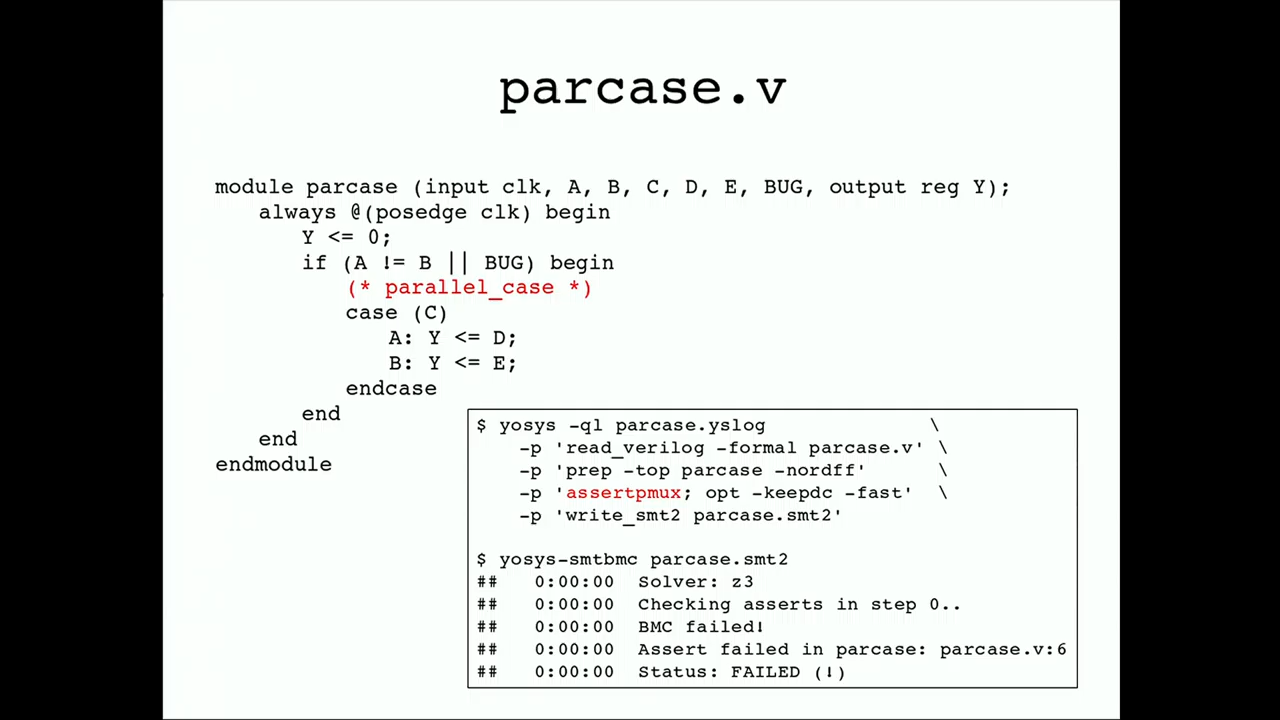 parcase.v
module parcase (input clk, A, B, C, D, E, BUG, output reg Y);
always @(posedge clk) begin
Y <= 0;
if (A != B || BUG) begin
(* parallel_case *)
case (C)
A: Y <= D;
B: Y <= E;
endcase
end
end
endmodule
$ yosys -ql parcase.yslog \
-p 'read_verilog -formal parcase.v' \
-p 'prep -top parcase -nordff' \
-p 'assertpmux; opt -keepdc -fast' \
-p 'write_smt2 parcase.smt2'
$ yosys-smtbmc parcase.smt2
## 0:00:00 Solver: z3
## 0:00:00 Checking asserts in step 0..
## 0:00:00 BMC failed!
## 0:00:00 Assert failed in parcase: parcase.v:6
## 0:00:00 Status: FAILED (!)